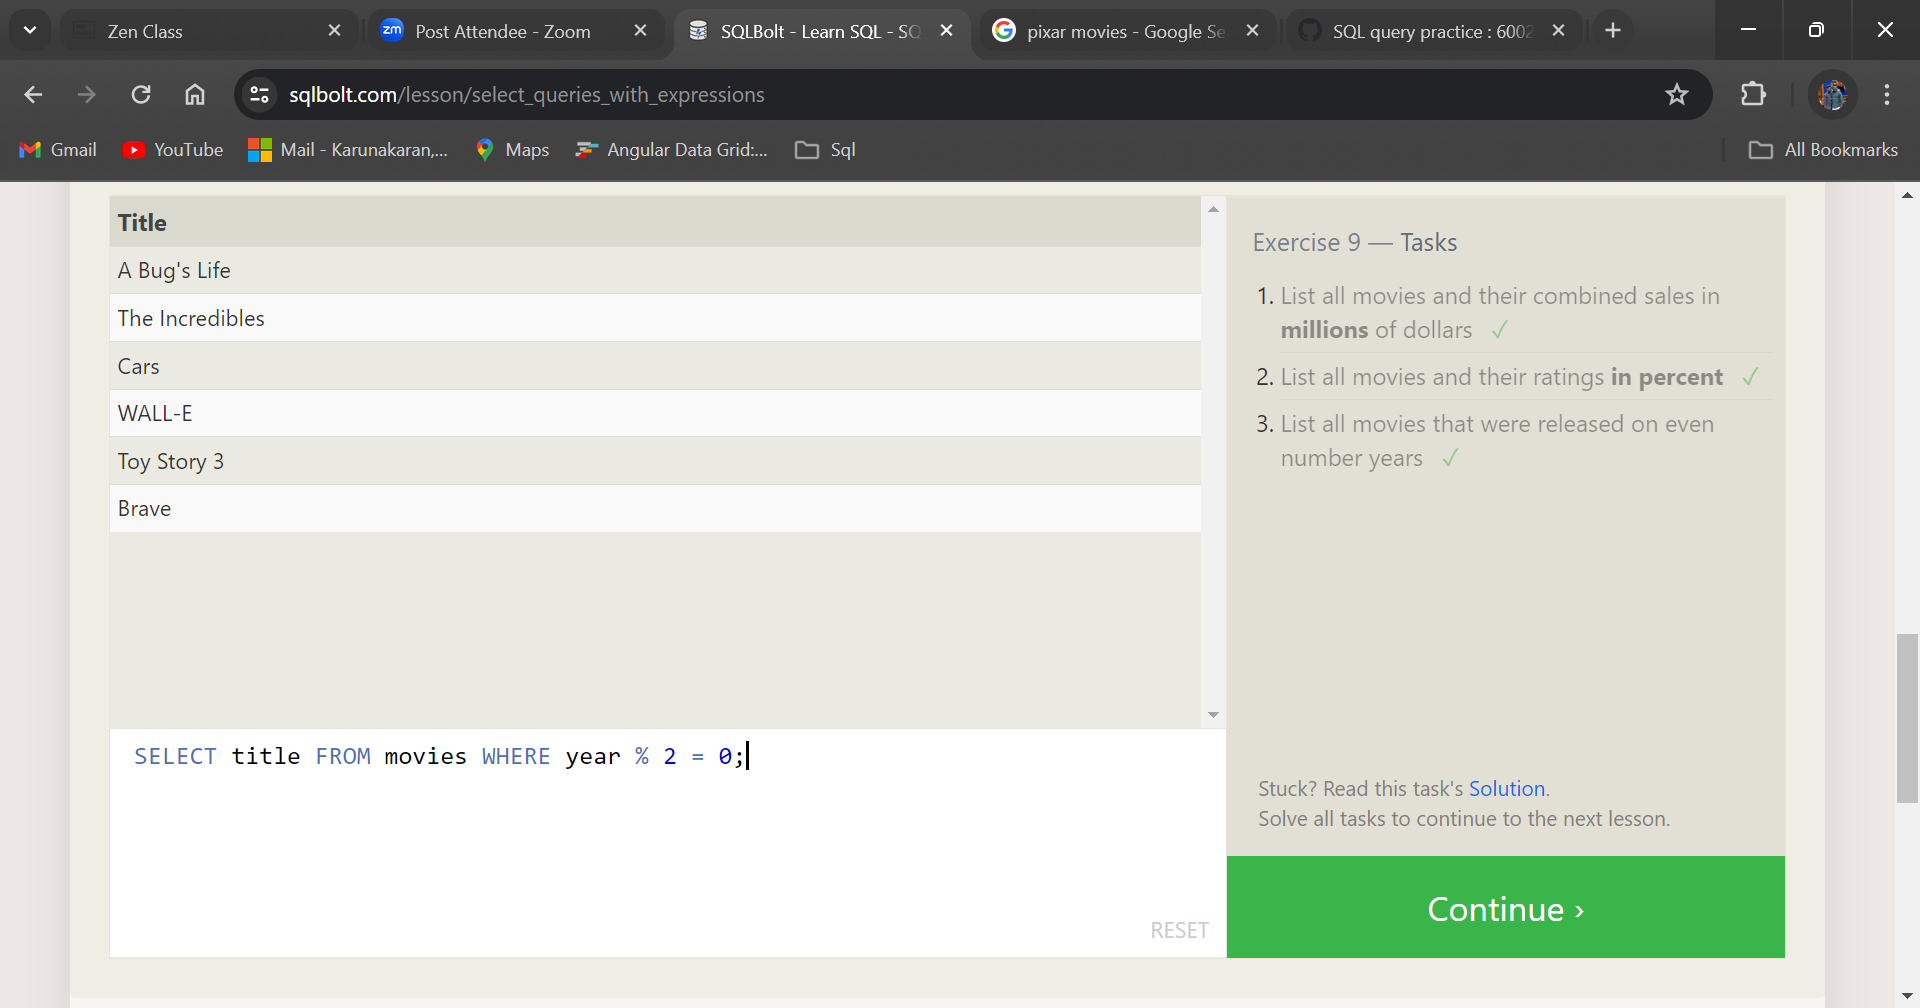 Zen Class
zm Post Attendee - Zoom
SQLBolt - Learn SQL - SQ
pixar movies - Google Se
SQL query practice : 6002
sqlbolt.com/lesson/select_queries_with_expressions
Gmail
YouTube
Mail - Karunakaran,...
Maps
Angular Data Grid:...
Sql
All Bookmarks
Title
A Bug's Life
The Incredibles
Cars
WALL-E
Toy Story 3
Brave
SELECT title FROM movies WHERE year % 2 = 0;
RESET
Exercise 9 — Tasks
1. List all movies and their combined sales in
millions of dollars ✓
2. List all movies and their ratings in percent ✓
3. List all movies that were released on even
number years ✓
Stuck? Read this task's Solution.
Solve all tasks to continue to the next lesson.
Continue ›